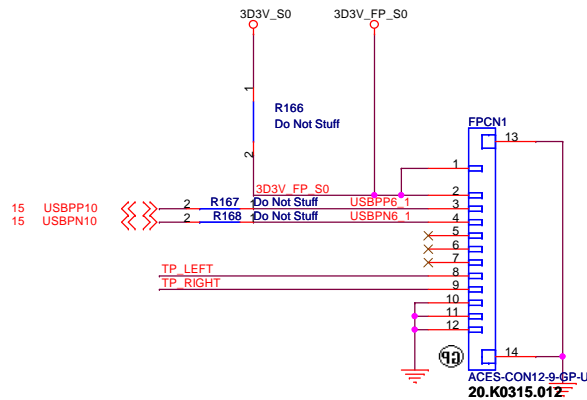 3D3V_S0
3D3V_FP_S0
1
R166
Do Not Stuff
2
FPCN1
13
1
3D3V_FP_S0
2
15 USBPP10
2 R167 1 Do Not Stuff
USBPP6_1
3
15 USBPN10
2 R168 1 Do Not Stuff
USBPN6_1
4
5
6
7
TP_LEFT
8
TP_RIGHT
9
10
11
12
GP
14
ACES-CON12-9-GP-U
20.K0315.012